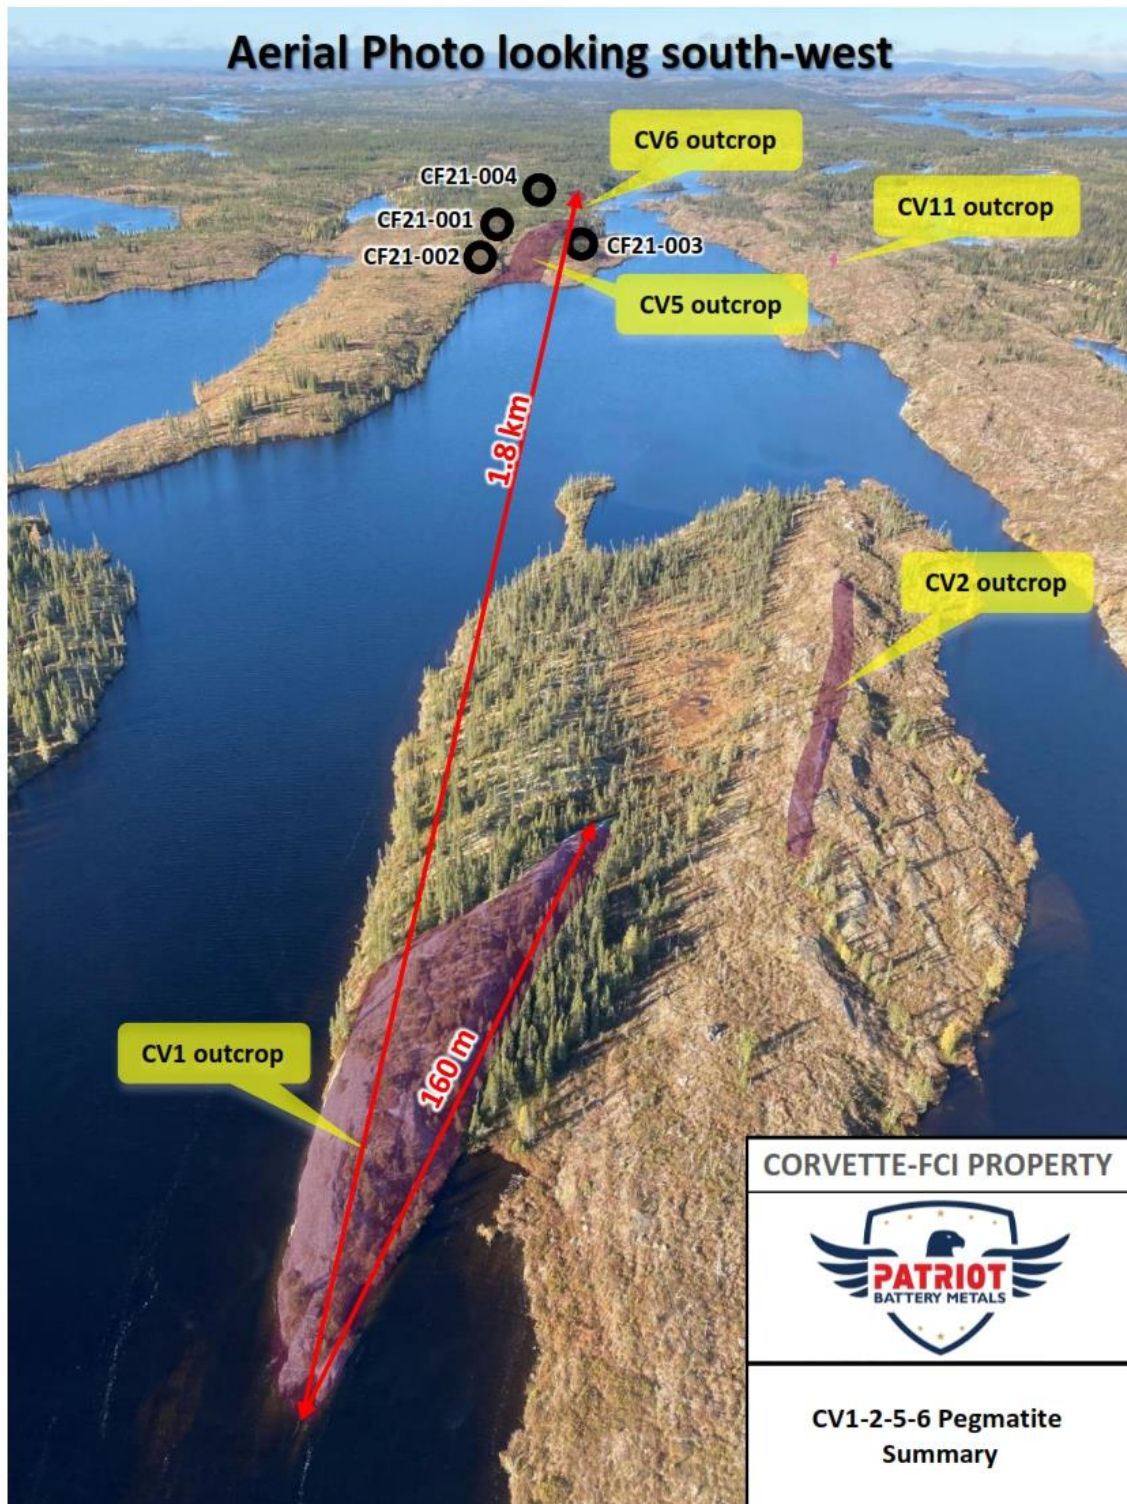 Aerial Photo looking south-west
CV6 outcrop
CF21-004
CV11 outcrop
CF21-001
CF21-003
CF21-002
CV5 outcrop
1.8 km
CV2 outcrop
160 m
CV1 outcrop
CORVETTE-FCI PROPERTY
PATRIOT
BATTERY METALS
CV1-2-5-6 Pegmatite
Summary